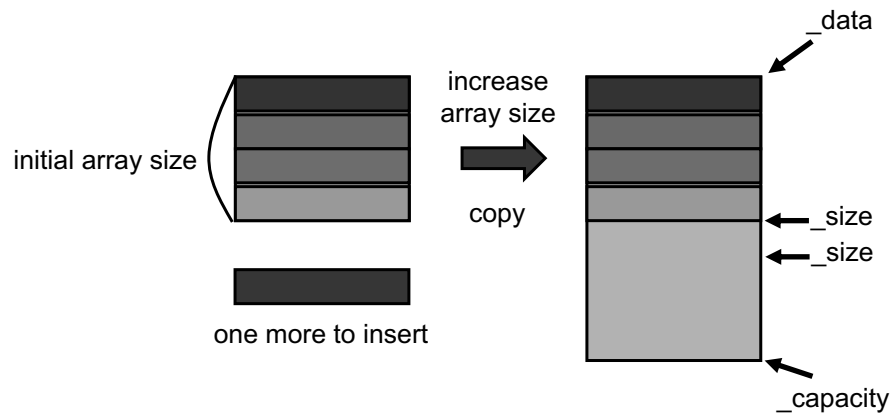 _data
increase
array size
initial array size
copy
_size
_size
one more to insert
_capacity